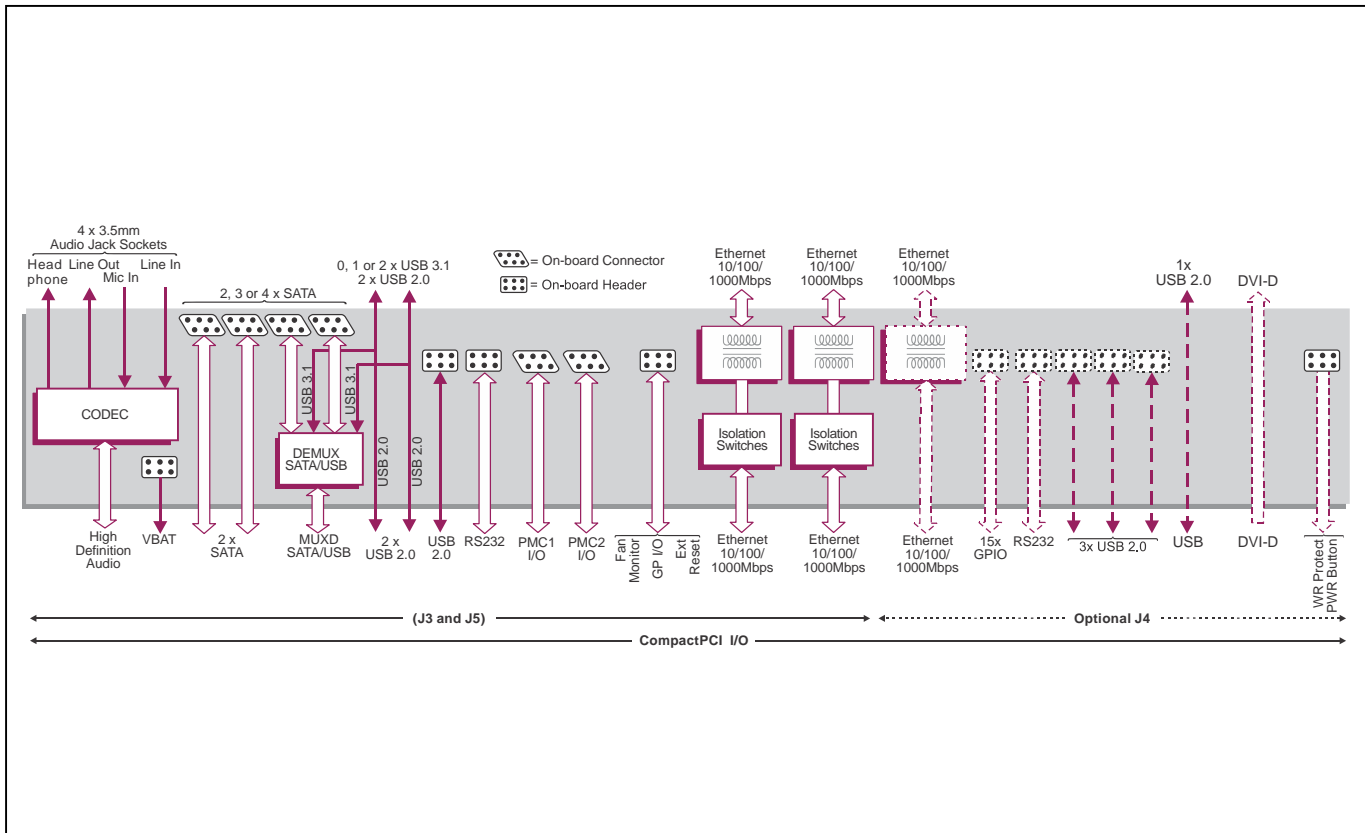 4 x 3.5mm
Audio Jack Sockets
Head
phone
Line Out
Mic In
Line In
2, 3 or 4 x SATA
0, 1 or 2 x USB 3.1
2 x USB 2.0
= On-board Connector
= On-board Header
Ethernet
10/100/
1000Mbps
Ethernet
10/100/
1000Mbps
Ethernet
10/100/
1000Mbps
1x
USB 2.0
DVI-D
CODEC
USB 3.1
USB 3.1
DEMUX
SATA/USB
USB 2.0
USB 2.0
Isolation
Switches
Isolation
Switches
High
Definition
Audio
VBAT
2 x
SATA
MUXD
SATA/USB
2 x
USB 2.0
USB
2.0
RS232
PMC1
I/O
PMC2
I/O
Fan
Monitor
GP I/O
Ext
Reset
Ethernet
10/100/
1000Mbps
Ethernet
10/100/
1000Mbps
Ethernet
10/100/
1000Mbps
15x
GPIO
RS232
3x USB 2.0
USB
DVI-D
WR Protect
PWR Button
(J3 and J5)
Optional J4
CompactPCI I/O